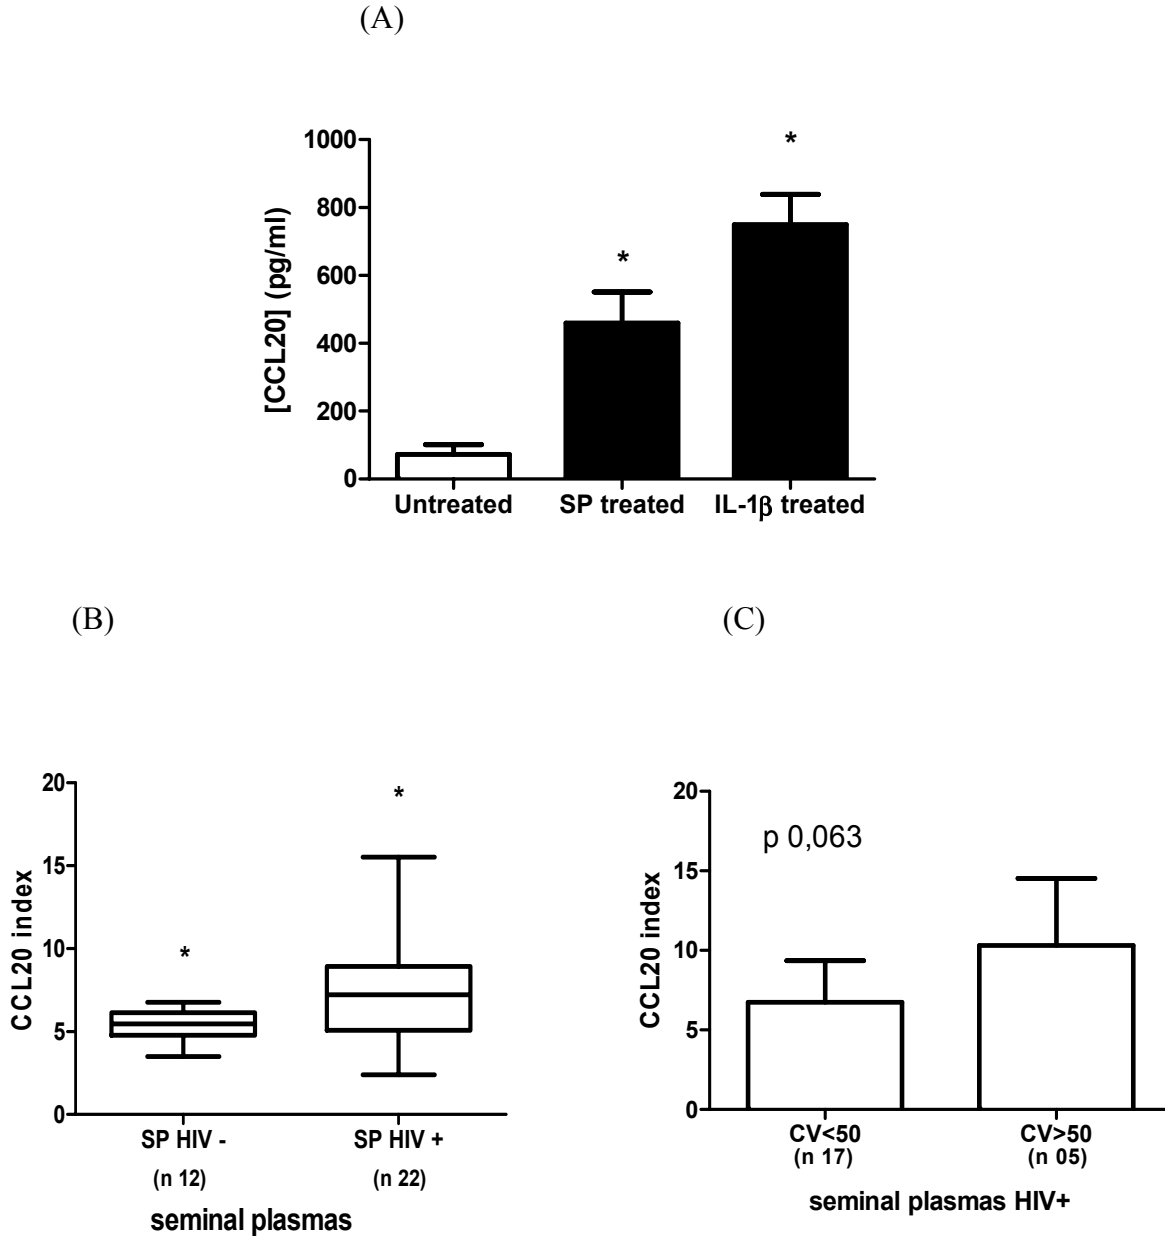 (A)
[CCL20] (pg/ml)
1000
800
600
400
200
0
*
*
Untreated
SP treated
IL-1β treated
(B)
CCL20 index
20
15
10
5
0
*
*
SP HIV -
(n 12)
SP HIV +
(n 22)
seminal plasmas
(C)
CCL20 index
20
15
10
5
0
p 0,063
CV<50
(n 17)
CV>50
(n 05)
seminal plasmas HIV+